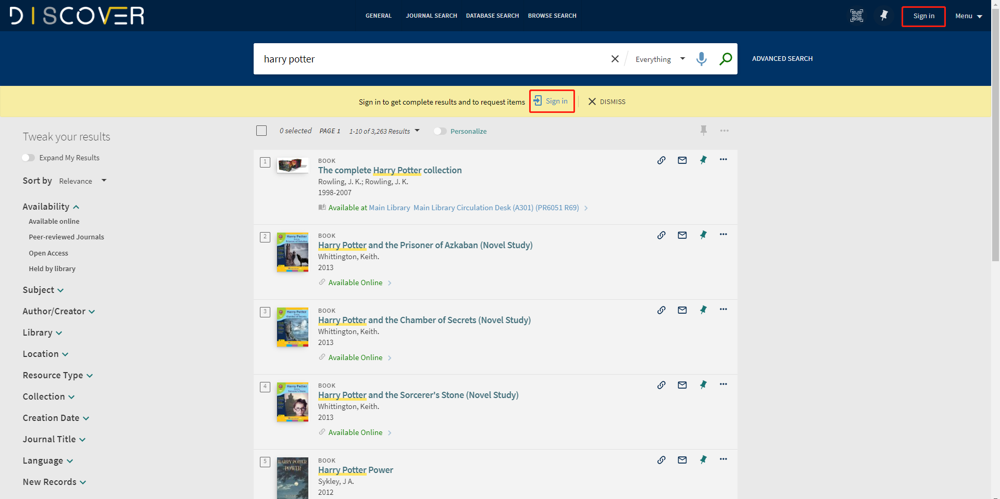 DISCOVER
GENERAL JOURNAL SEARCH DATABASE SEARCH BROWSE SEARCH
Sign in Menu
harry potter
Everything
ADVANCED SEARCH
Sign in to get complete results and to request items Sign in DISMISS
Tweak your results
Expand My Results
Sort by Relevance
Availability
Available online
Peer-reviewed Journals
Open Access
Held by library
Subject
Author/Creator
Library
Location
Resource Type
Collection
Creation Date
Journal Title
Language
New Records
0 selected PAGE 1 1-10 of 3,263 Results Personalize
1
BOOK
The complete Harry Potter collection
Rowling, J. K.; Rowling, J. K.
1998-2007
Available at Main Library Main Library Circulation Desk (A301) (PR6051 R69)
2
Harry Potter
BOOK
Harry Potter and the Prisoner of Azkaban (Novel Study)
Whittington, Keith.
2013
Available Online
3
Harry Potter
BOOK
Harry Potter and the Chamber of Secrets (Novel Study)
Whittington, Keith.
2013
Available Online
4
Harry Potter
BOOK
Harry Potter and the Sorcerer's Stone (Novel Study)
Whittington, Keith.
2013
Available Online
5
HARRY POTTER
POWER
BOOK
Harry Potter Power
Sykley, J A.
2012